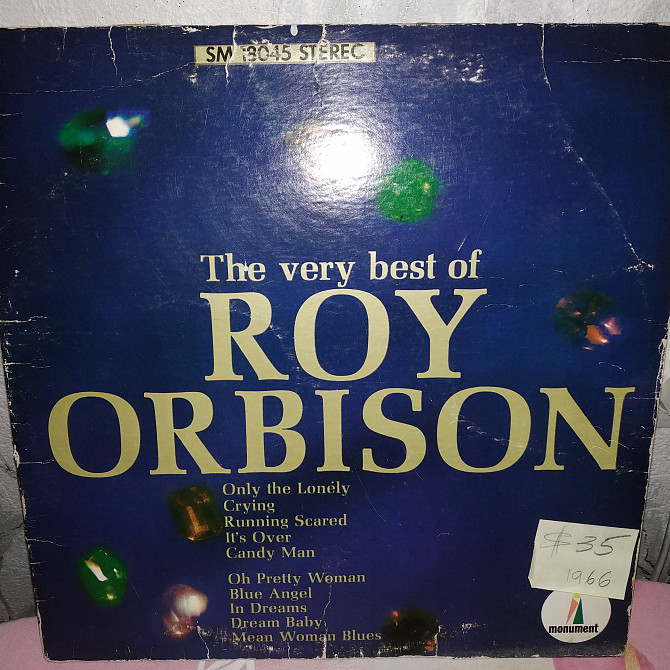 SM 18045 STEREO
The very best of
ROY
ORBISON
Only the Lonely
Crying
Running Scared
It's Over
Candy Man
Oh Pretty Woman
Blue Angel
In Dreams
Dream Baby
Mean Woman Blues
$35
1966
monument